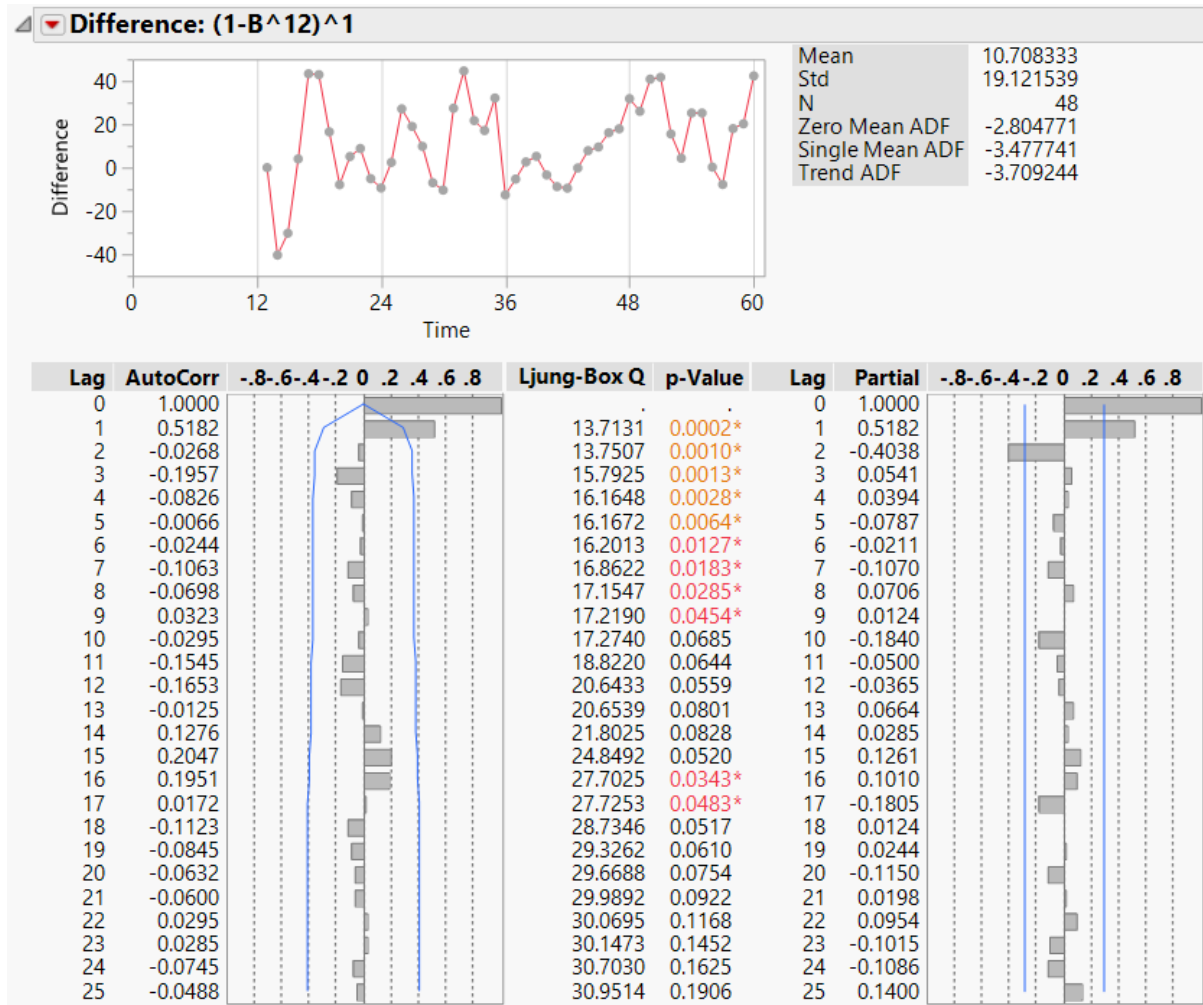 Difference: (1-B^12)^1
40
20
0
-20
-40
Difference
0 12 24 36 48 60
Time
Mean 10.708333
Std 19.121539
N 48
Zero Mean ADF -2.804771
Single Mean ADF -3.477741
Trend ADF -3.709244
Lag AutoCorr -.8-.6-.4-.2 0 .2 .4 .6 .8 Ljung-Box Q p-Value Lag Partial -.8-.6-.4-.2 0 .2 .4 .6 .8
0 1.0000 . . 0 1.0000
1 0.5182 13.7131 0.0002* 1 0.5182
2 -0.0268 13.7507 0.0010* 2 -0.4038
3 -0.1957 15.7925 0.0013* 3 0.0541
4 -0.0826 16.1648 0.0028* 4 0.0394
5 -0.0066 16.1672 0.0064* 5 -0.0787
6 -0.0244 16.2013 0.0127* 6 -0.0211
7 -0.1063 16.8622 0.0183* 7 -0.1070
8 -0.0698 17.1547 0.0285* 8 0.0706
9 0.0323 17.2190 0.0454* 9 0.0124
10 -0.0295 17.2740 0.0685 10 -0.1840
11 -0.1545 18.8220 0.0644 11 -0.0500
12 -0.1653 20.6433 0.0559 12 -0.0365
13 -0.0125 20.6539 0.0801 13 0.0664
14 0.1276 21.8025 0.0828 14 0.0285
15 0.2047 24.8492 0.0520 15 0.1261
16 0.1951 27.7025 0.0343* 16 0.1010
17 0.0172 27.7253 0.0483* 17 -0.1805
18 -0.1123 28.7346 0.0517 18 0.0124
19 -0.0845 29.3262 0.0610 19 0.0244
20 -0.0632 29.6688 0.0754 20 -0.1150
21 -0.0600 29.9892 0.0922 21 0.0198
22 0.0295 30.0695 0.1168 22 0.0954
23 0.0285 30.1473 0.1452 23 -0.1015
24 -0.0745 30.7030 0.1625 24 -0.1086
25 -0.0488 30.9514 0.1906 25 0.1400